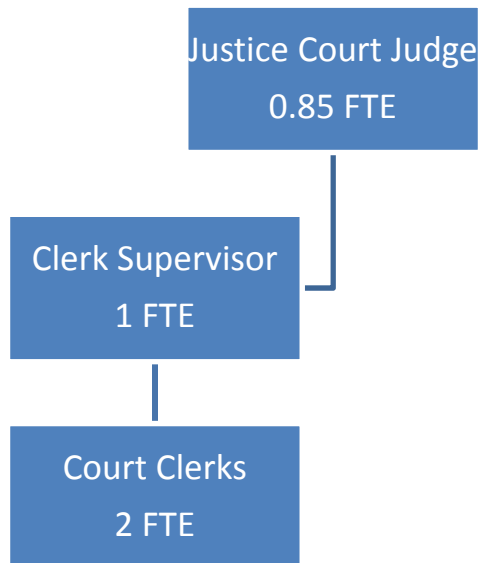 Justice Court Judge
0.85 FTE
Clerk Supervisor
1 FTE
Court Clerks
2 FTE